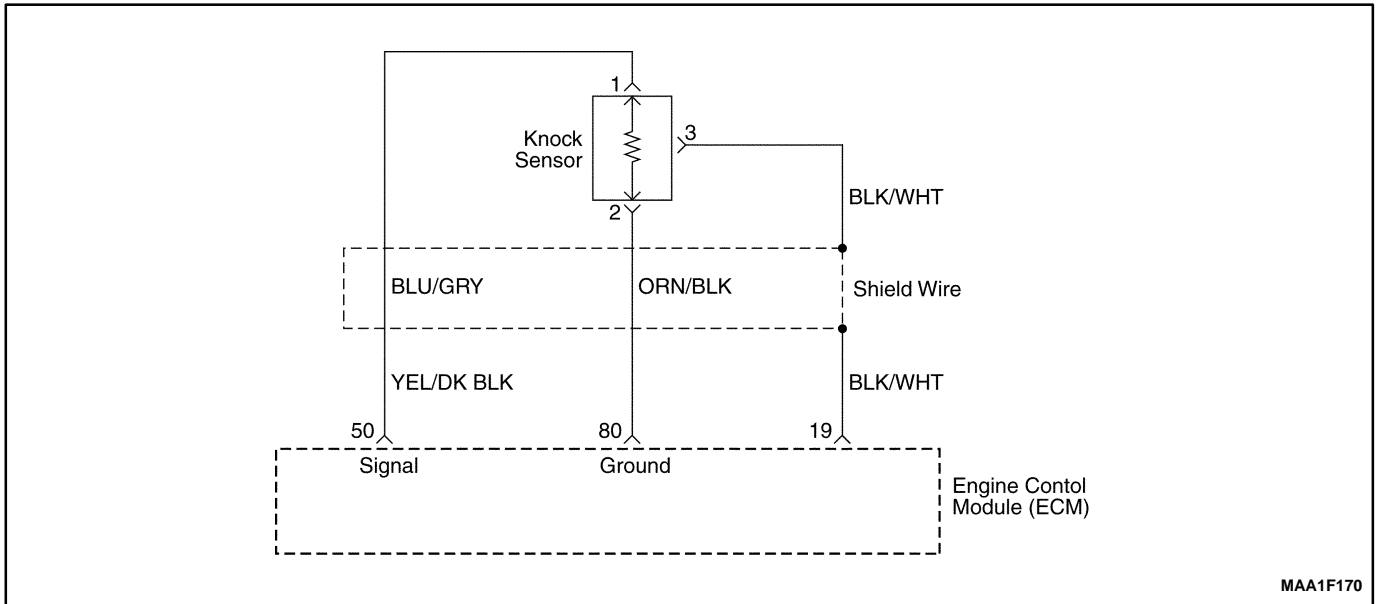 1
Knock
Sensor
3
BLK/WHT
2
BLU/GRY
ORN/BLK
Shield Wire
YEL/DK BLK
BLK/WHT
50
80
19
Signal
Ground
Engine Contol
Module (ECM)
MAA1F170